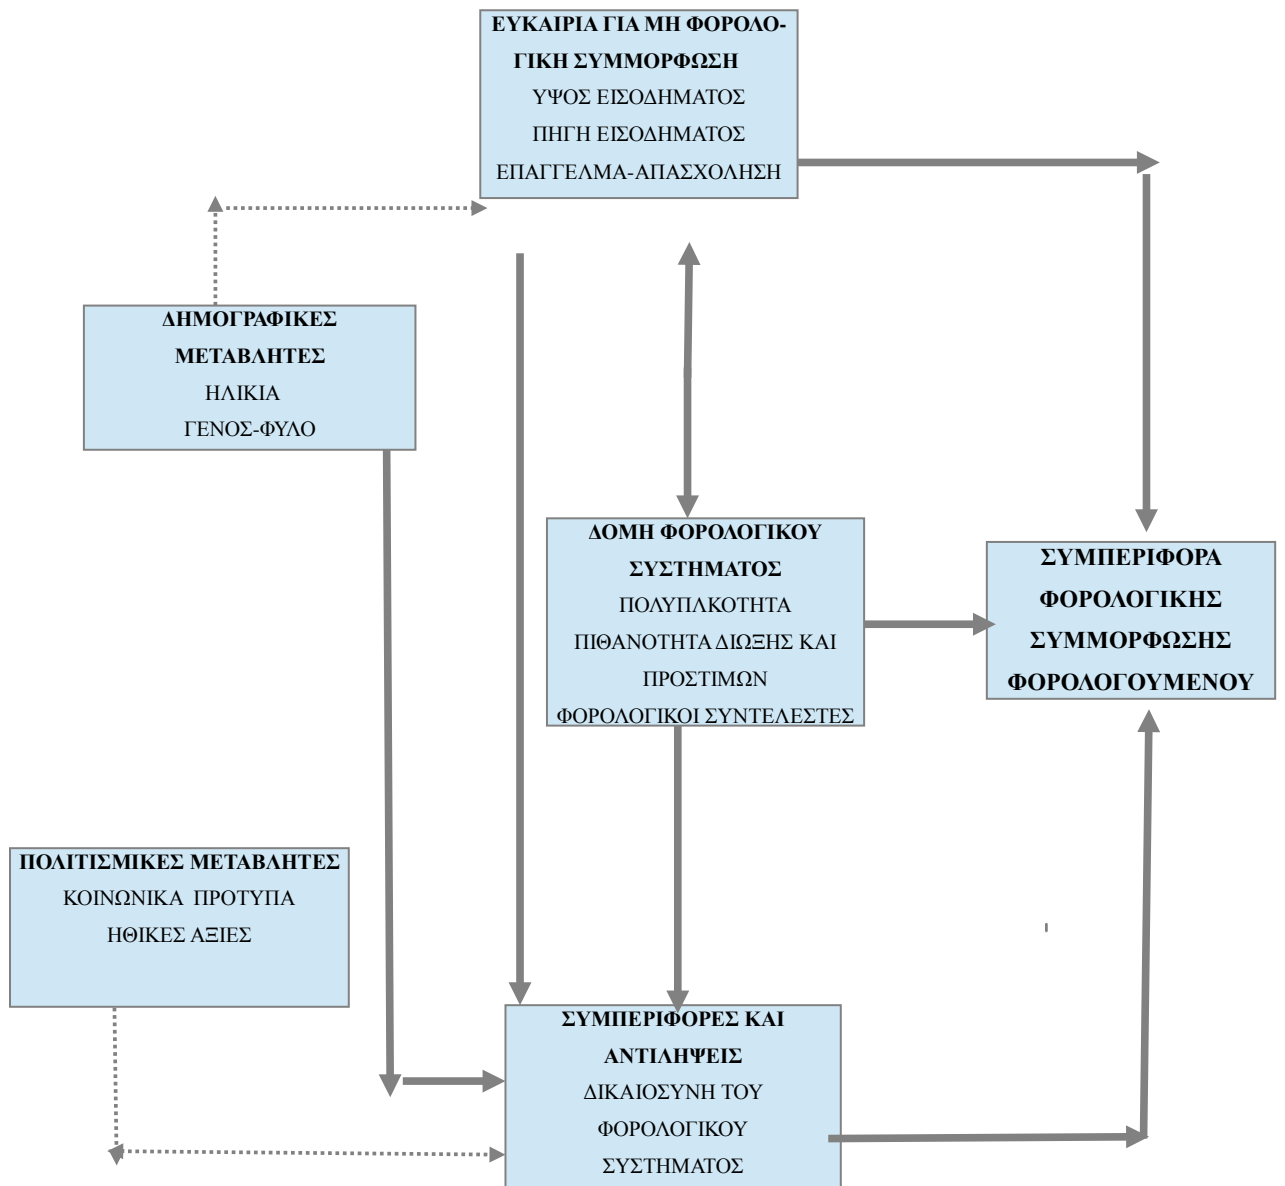 ΕΥΚΑΙΡΙΑ ΓΙΑ ΜΗ ΦΟΡΟΛΟ-
ΓΙΚΗ ΣΥΜΜΟΡΦΩΣΗ
ΥΨΟΣ ΕΙΣΟΔΗΜΑΤΟΣ
ΠΗΓΗ ΕΙΣΟΔΗΜΑΤΟΣ
ΕΠΑΓΓΕΛΜΑ-ΑΠΑΣΧΟΛΗΣΗ
ΔΗΜΟΓΡΑΦΙΚΕΣ
ΜΕΤΑΒΛΗΤΕΣ
ΗΛΙΚΙΑ
ΓΕΝΟΣ-ΦΥΛΟ
ΔΟΜΗ ΦΟΡΟΛΟΓΙΚΟΥ
ΣΥΣΤΗΜΑΤΟΣ
ΠΟΛΥΠΛΚΟΤΗΤΑ
ΠΙΘΑΝΟΤΗΤΑ ΔΙΩΞΗΣ ΚΑΙ
ΠΡΟΣΤΙΜΩΝ
ΦΟΡΟΛΟΓΙΚΟΙ ΣΥΝΤΕΛΕΣΤΕΣ
ΣΥΜΠΕΡΙΦΟΡΑ
ΦΟΡΟΛΟΓΙΚΗΣ
ΣΥΜΜΟΡΦΩΣΗΣ
ΦΟΡΟΛΟΓΟΥΜΕΝΟΥ
ΠΟΛΙΤΙΣΜΙΚΕΣ ΜΕΤΑΒΛΗΤΕΣ
ΚΟΙΝΩΝΙΚΑ ΠΡΟΤΥΠΑ
ΗΘΙΚΕΣ ΑΞΙΕΣ
ΣΥΜΠΕΡΙΦΟΡΕΣ ΚΑΙ
ΑΝΤΙΛΗΨΕΙΣ
ΔΙΚΑΙΟΣΥΝΗ ΤΟΥ
ΦΟΡΟΛΟΓΙΚΟΥ
ΣΥΣΤΗΜΑΤΟΣ